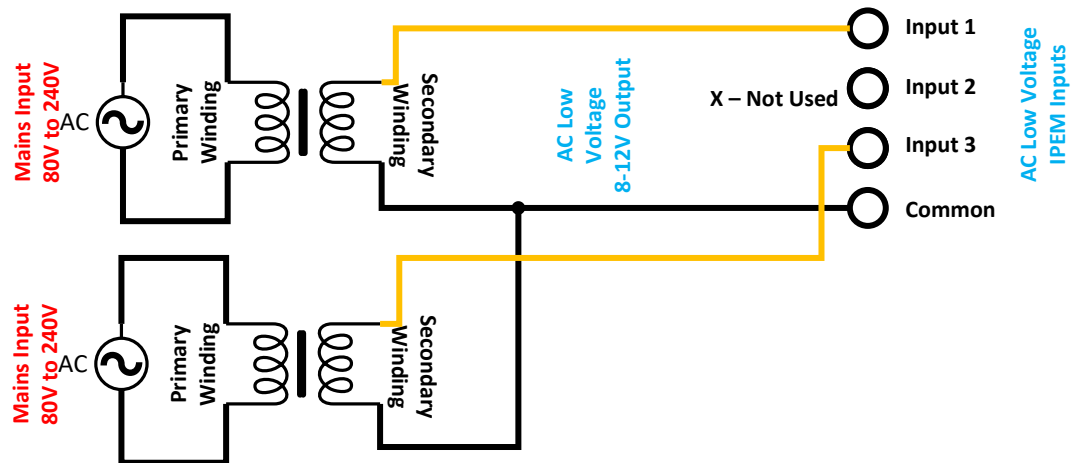 Mains Input
80V to 240V
AC
Primary
Winding
Secondary
Winding
AC Low
Voltage
8-12V Output
X – Not Used
Input 1
Input 2
Input 3
Common
AC Low Voltage
IPEM Inputs
Mains Input
80V to 240V
AC
Primary
Winding
Secondary
Winding